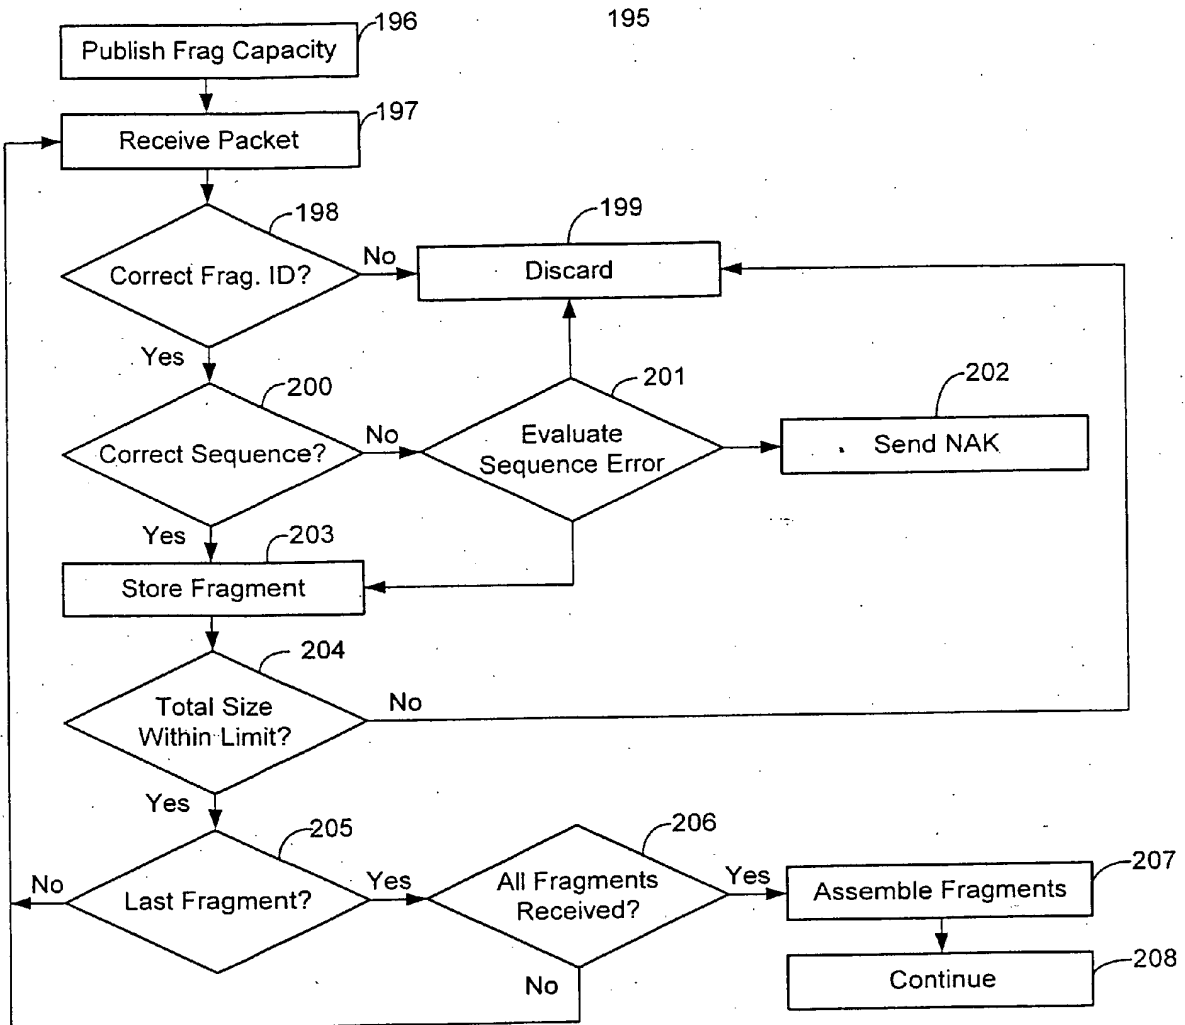 195
196
Publish Frag Capacity
197
Receive Packet
198
Correct Frag. ID?
No
199
Discard
Yes
200
Correct Sequence?
No
201
Evaluate
Sequence Error
202
Send NAK
Yes
203
Store Fragment
204
Total Size
Within Limit?
No
Yes
205
Last Fragment?
No
Yes
206
All Fragments
Received?
Yes
No
207
Assemble Fragments
208
Continue